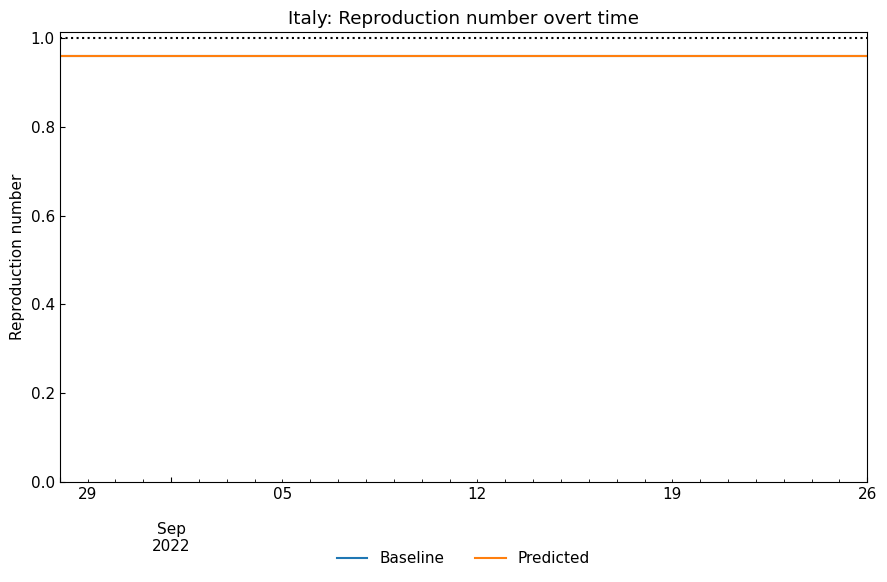 Italy: Reproduction number overt time
1.0
0.8
0.6
0.4
0.2
0.0
Reproduction number
29 05 12 19 26
Sep
2022
Baseline Predicted